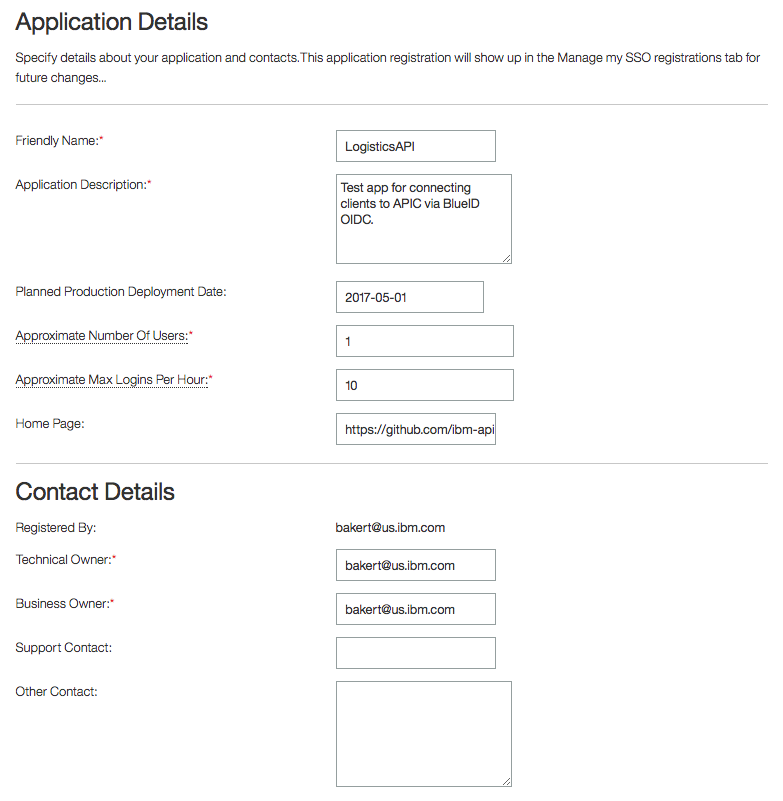 Application Details
Specify details about your application and contacts.This application registration will show up in the Manage my SSO registrations tab for
future changes...
Friendly Name:*
LogisticsAPI
Application Description:*
Test app for connecting
clients to APIC via BlueID
OIDC.
Planned Production Deployment Date:
2017-05-01
Approximate Number Of Users:*
1
Approximate Max Logins Per Hour:*
10
Home Page:
https://github.com/ibm-api
Contact Details
Registered By:
bakert@us.ibm.com
Technical Owner:*
bakert@us.ibm.com
Business Owner:*
bakert@us.ibm.com
Support Contact:
Other Contact: